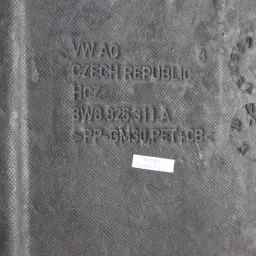 VW AG
CZECH REPUBLIC
HCZ
8W8.825.311 A
>PP-GM30,PET+CB<